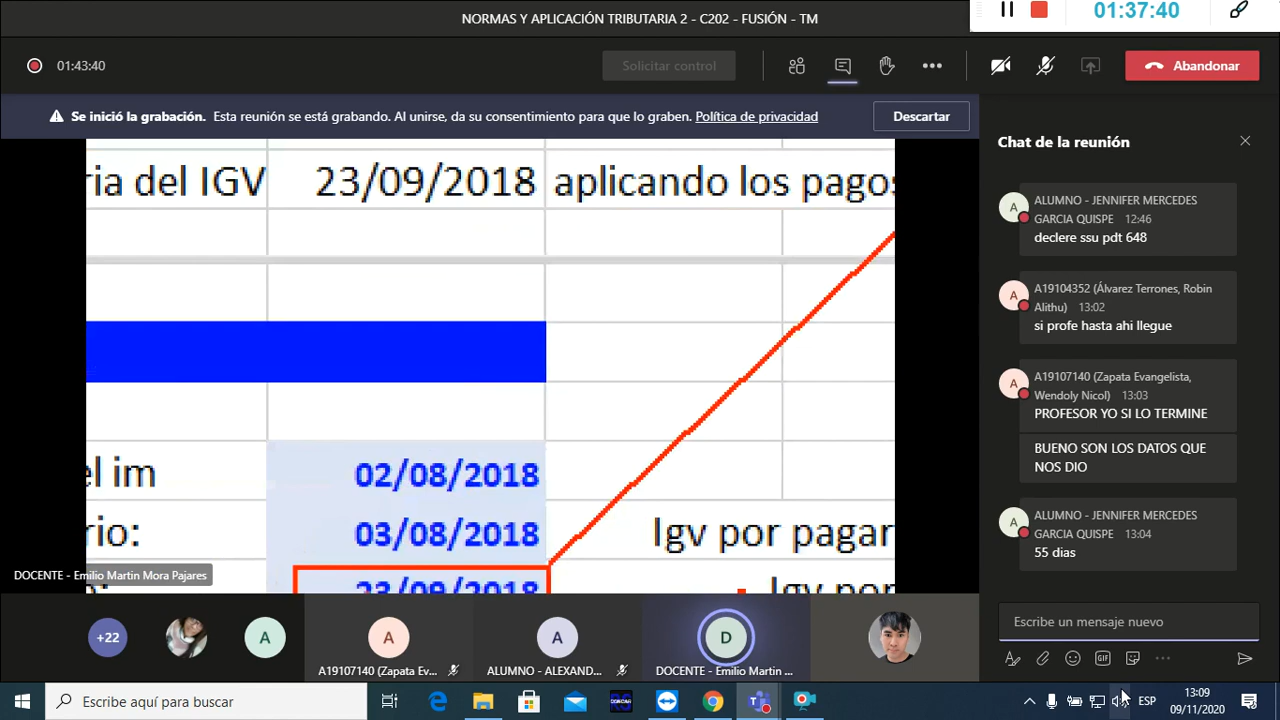 NORMAS Y APLICACIÓN TRIBUTARIA 2 - C202 - FUSIÓN - TM
01:37:40
01:43:40
Solicitar control
Abandonar
Se inició la grabación. Esta reunión se está grabando. Al unirse, da su consentimiento para que lo graben. Política de privacidad
Descartar
ria del IGV 23/09/2018 aplicando los pagos
el im 02/08/2018
rio: 03/08/2018 Igv por pagar
23/09/2018 Igv por
DOCENTE - Emilio Martin Mora Pajares
+22
A
A
A19107140 (Zapata Ev...
A
ALUMNO - ALEXAND...
D
DOCENTE - Emilio Martin ...
Chat de la reunión
A
ALUMNO - JENNIFER MERCEDES
GARCIA QUISPE 12:46
declere ssu pdt 648
A
A19104352 (Álvarez Terrones, Robin
Alithu) 13:02
si profe hasta ahi llegue
A
A19107140 (Zapata Evangelista,
Wendoly Nicol) 13:03
PROFESOR YO SI LO TERMINE
BUENO SON LOS DATOS QUE
NOS DIO
A
ALUMNO - JENNIFER MERCEDES
GARCIA QUISPE 13:04
55 dias
Escribe un mensaje nuevo
GIF
Escribe aquí para buscar
ESP
13:09
09/11/2020